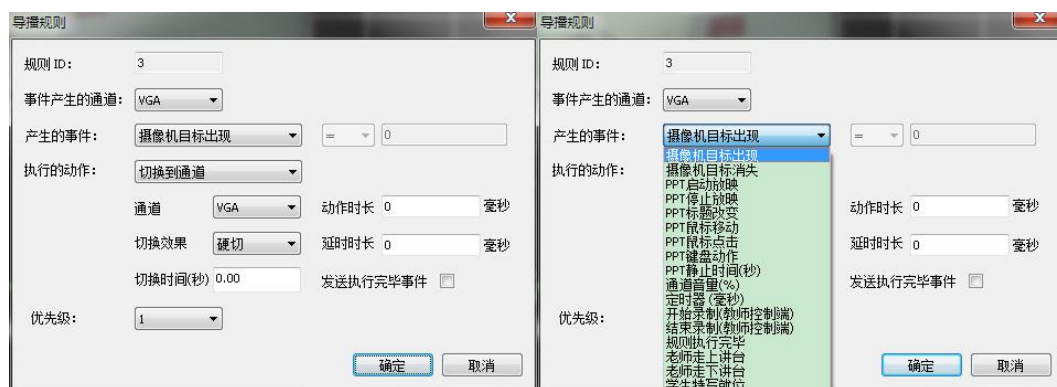 导播规则
规则 ID： 3
事件产生的通道： VGA
产生的事件： 摄像机目标出现 = 0
执行的动作： 切换到通道
通道 VGA 动作时长 0 毫秒
切换效果 硬切 延时时长 0 毫秒
切换时间(秒) 0.00 发送执行完毕事件
优先级： 1
确定 取消
导播规则
规则 ID： 3
事件产生的通道： VGA
产生的事件： 摄像机目标出现 = 0
执行的动作：
摄像机目标出现
摄像机目标消失
PPT启动放映
PPT停止放映
PPT标题改变
PPT鼠标移动
PPT鼠标点击
PPT键盘动作
PPT静止时间(秒)
通道音量(%)
定时器(毫秒)
开始录制(教师控制端)
结束录制(教师控制端)
规则执行完毕
老师走上讲台
老师走下讲台
学生特写就位
动作时长 0 毫秒
延时时长 0 毫秒
发送执行完毕事件
优先级：
确定 取消